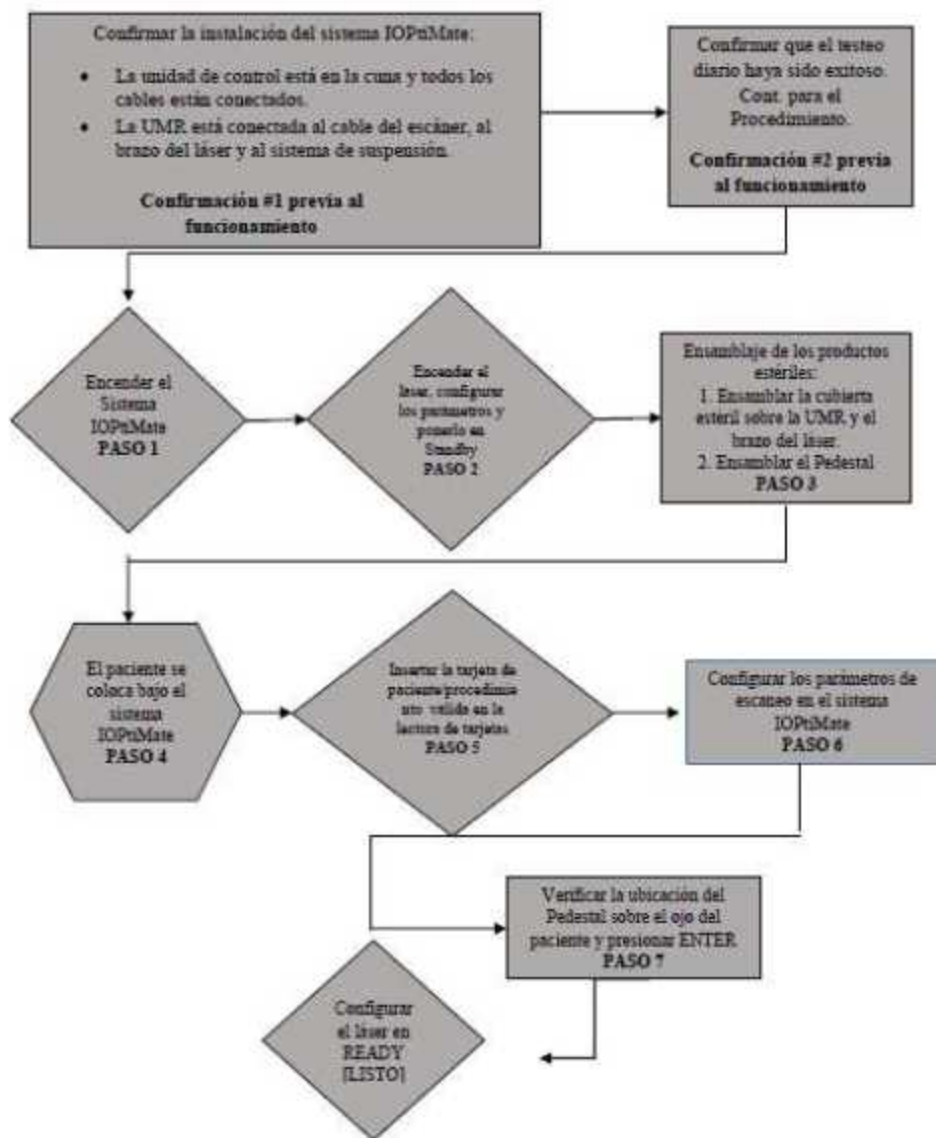 Confirmar la instalación del sistema IOPtiMate:
• La unidad de control está en la cuna y todos los
cables están conectados.
• La UMR está conectada al cable del escáner, al
brazo del láser y al sistema de suspensión.
Confirmación #1 previa al
funcionamiento
Confirmar que el testeo
diario haya sido exitoso.
Cont. para el
Procedimiento.
Confirmación #2 previa
al funcionamiento
Encender el
Sistema
IOPtiMate
PASO 1
Encender el
láser, configurar
los parámetros y
ponerlo en
Standby
PASO 2
Ensamblaje de los productos
estériles:
1. Ensamblar la cubierta
estéril sobre la UMR y el
brazo del láser.
2. Ensamblar el Pedestal
PASO 3
El paciente se
coloca bajo el
sistema
IOPtiMate
PASO 4
Insertar la tarjeta de
paciente/procedimie
nto válida en la
lectora de tarjetas
PASO 5
Configurar los parámetros de
escaneo en el sistema
IOPtiMate
PASO 6
Verificar la ubicación del
Pedestal sobre el ojo del
paciente y presionar ENTER
PASO 7
Configurar
el láser en
READY
[LISTO]